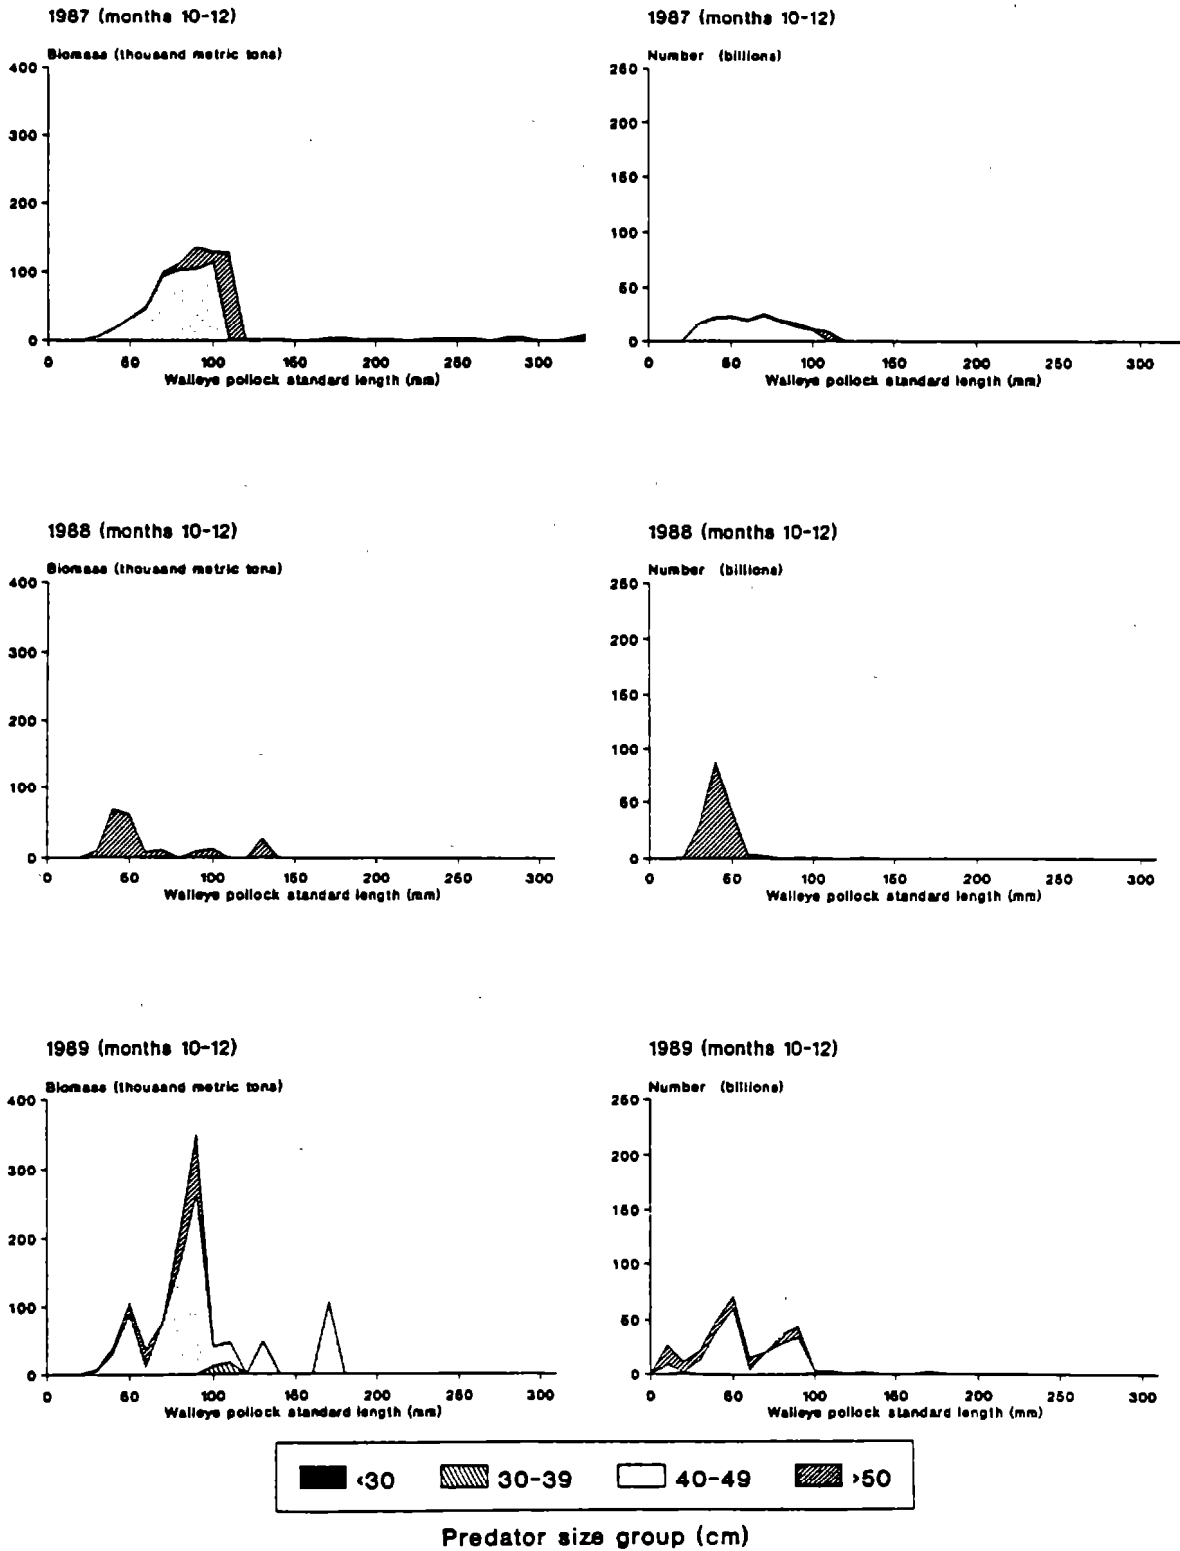 1987 (months 10-12)
Biomass (thousand metric tons)
400
300
200
100
0
0 50 100 150 200 250 300
Walleye pollock standard length (mm)
1987 (months 10-12)
Number (billions)
250
200
150
100
50
0
0 50 100 150 200 250 300
Walleye pollock standard length (mm)
1988 (months 10-12)
Biomass (thousand metric tons)
400
300
200
100
0
0 50 100 150 200 250 300
Walleye pollock standard length (mm)
1988 (months 10-12)
Number (billions)
250
200
150
100
50
0
0 50 100 150 200 250 300
Walleye pollock standard length (mm)
1989 (months 10-12)
Biomass (thousand metric tons)
400
300
200
100
0
0 50 100 150 200 250 300
Walleye pollock standard length (mm)
1989 (months 10-12)
Number (billions)
250
200
150
100
50
0
0 50 100 150 200 250 300
Walleye pollock standard length (mm)
<30 30-39 40-49 >50
Predator size group (cm)